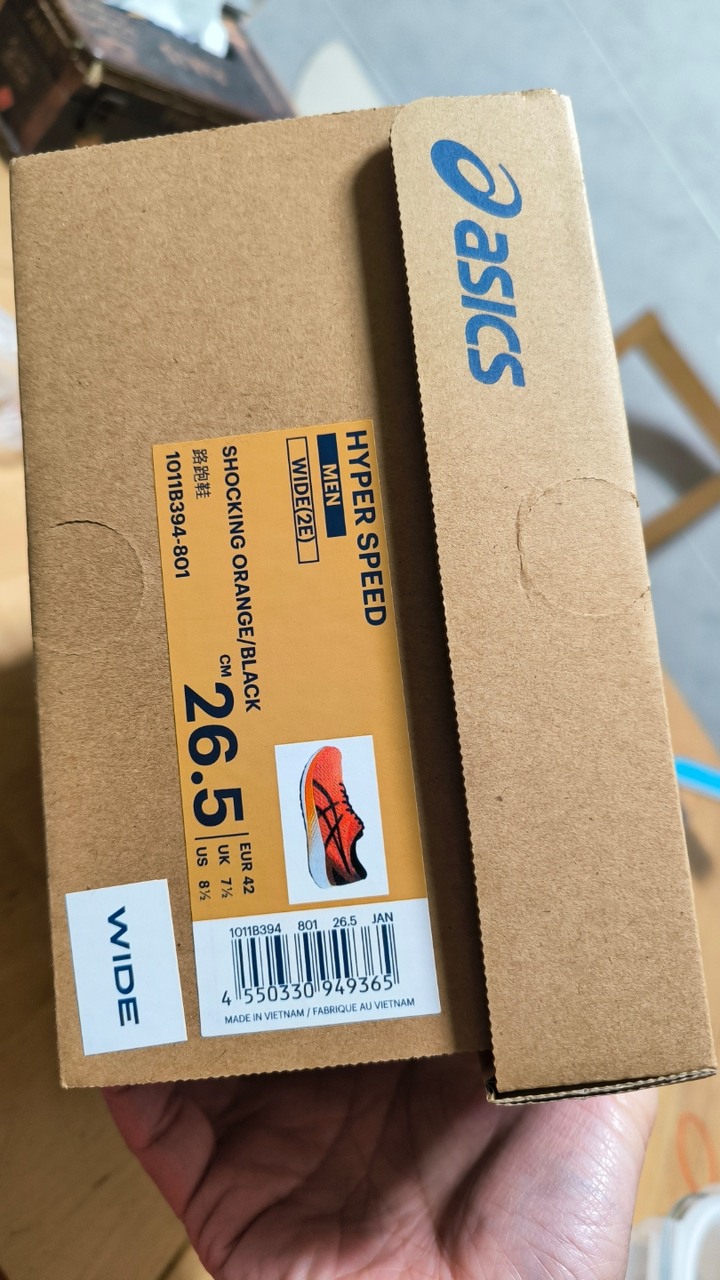 asics
HYPER SPEED
MEN
WIDE(2E)
SHOCKING ORANGE/BLACK
路跑鞋
1011B394-801
CM 26.5
EUR 42
UK 7½
US 8½
1011B394 801 26.5 JAN
4 550330 949365
MADE IN VIETNAM / FABRIQUE AU VIETNAM
WIDE